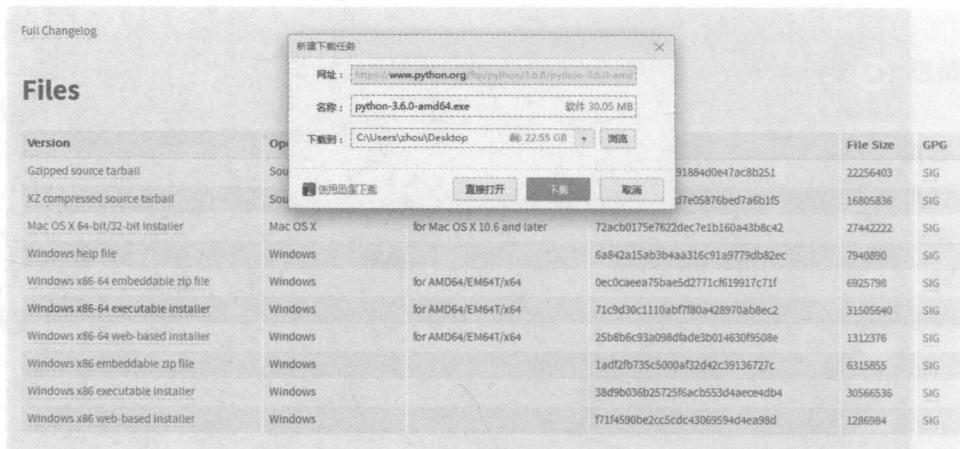 Full Changelog
Files
新建下载任务
网址： https://www.python.org/ftp/python/3.6.0/python-3.6.0-amd
名称： python-3.6.0-amd64.exe 软件 30.05 MB
下载到： C:\Users\zhou\Desktop 剩: 22.55 GB 浏览
使用迅雷下载 直接打开 下载 取消
Version Op File Size GPG
Gzipped source tarball Sou 91884d0e47ac8b251 22256403 SIG
XZ compressed source tarball Sou d7e05876bed7a6b1f5 16805836 SIG
Mac OS X 64-bit/32-bit installer Mac OS X for Mac OS X 10.6 and later 72acb0175e7622dec7e1b160a43b8c42 27442222 SIG
Windows help file Windows 6a842a15ab3b4aa316c91a9779db82ec 7940890 SIG
Windows x86-64 embeddable zip file Windows for AMD64/EM64T/x64 0ec0caeea75bae5d2771cf619917c71f 6925798 SIG
Windows x86-64 executable installer Windows for AMD64/EM64T/x64 71c9d30c1110abf7f80a428970ab8ec2 31505640 SIG
Windows x86-64 web-based installer Windows for AMD64/EM64T/x64 25b8b6c93a098dfade3b014630f9508e 1312376 SIG
Windows x86 embeddable zip file Windows 1adf2fb735c5000af32d42c39136727c 6315855 SIG
Windows x86 executable installer Windows 38d9b036b25725f6acb553d4aece4db4 30566536 SIG
Windows x86 web-based installer Windows f71f4590be2cc5cdc43069594d4ea98d 1286984 SIG